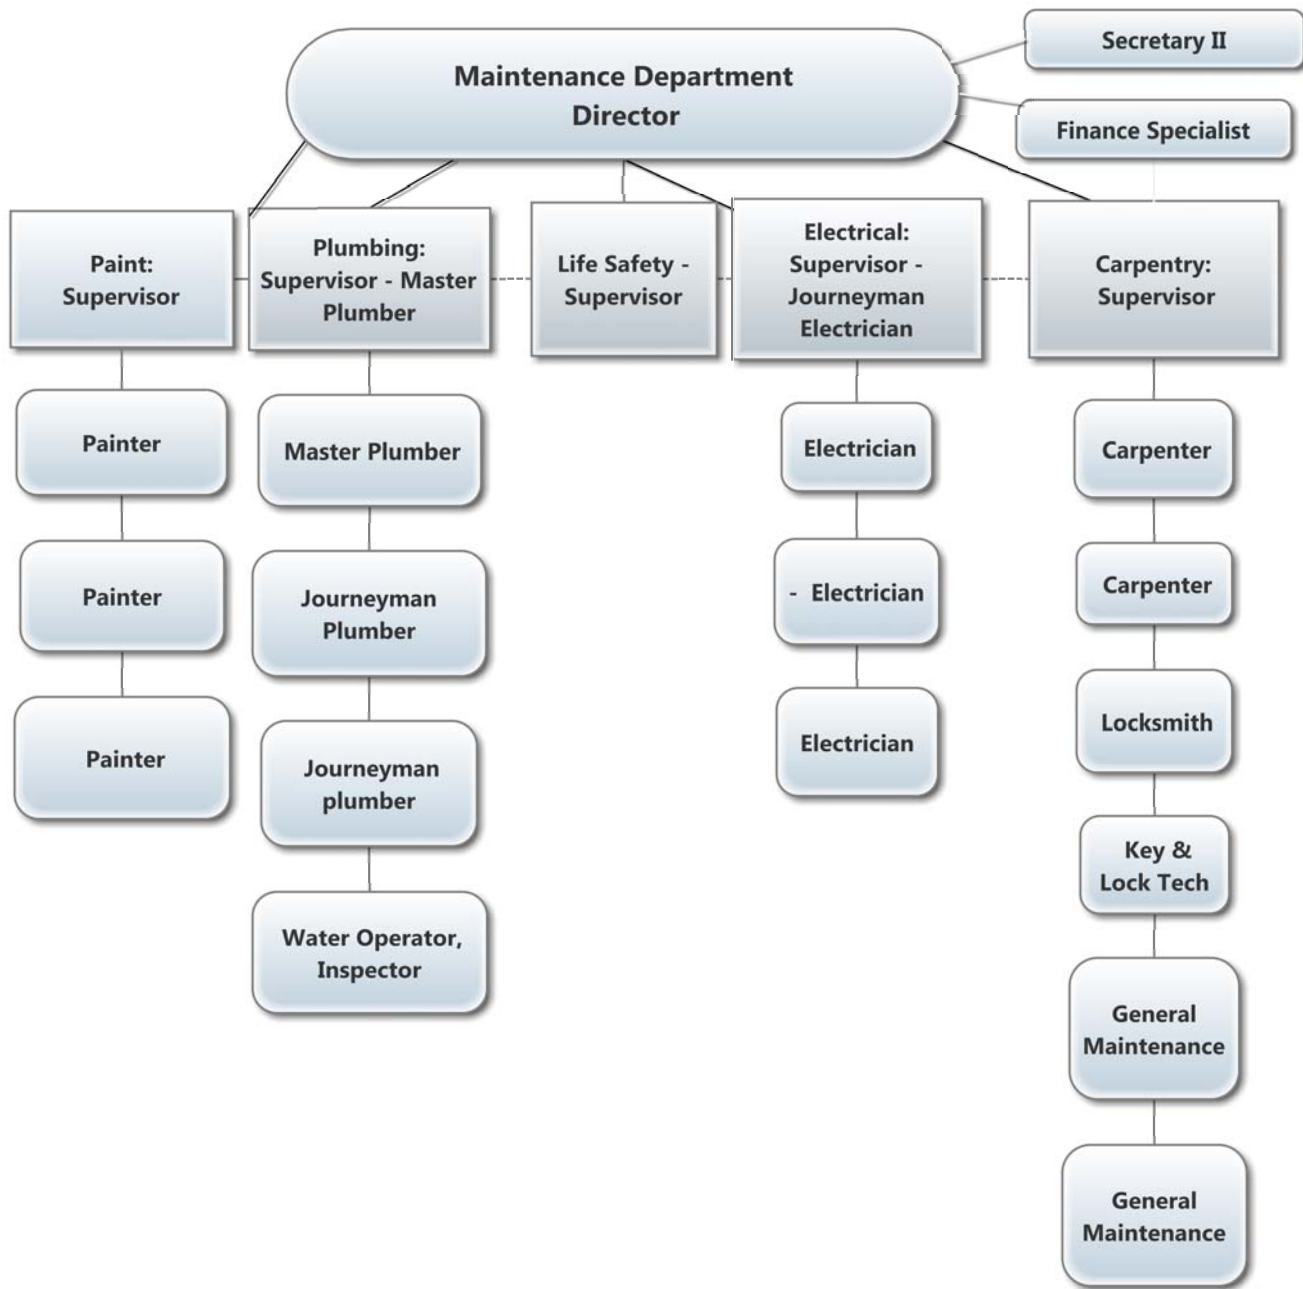 Maintenance Department
Director
Secretary II
Finance Specialist
Paint:
Supervisor
Plumbing:
Supervisor - Master
Plumber
Life Safety -
Supervisor
Electrical:
Supervisor -
Journeyman
Electrician
Carpentry:
Supervisor
Painter
Painter
Painter
Master Plumber
Journeyman
Plumber
Journeyman
plumber
Water Operator,
Inspector
Electrician
- Electrician
Electrician
Carpenter
Carpenter
Locksmith
Key &
Lock Tech
General
Maintenance
General
Maintenance